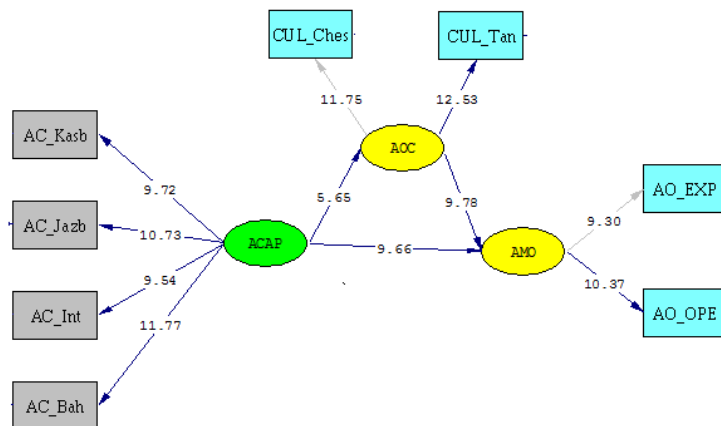 CUL_Ches
CUL_Tan
11.75
12.53
AC_Kasb
AOC
9.72
5.65
9.78
AO_EXP
9.30
AC_Jazb
10.73
ACAP
9.66
AMO
9.54
10.37
AC_Int
11.77
AO_OPE
AC_Bah